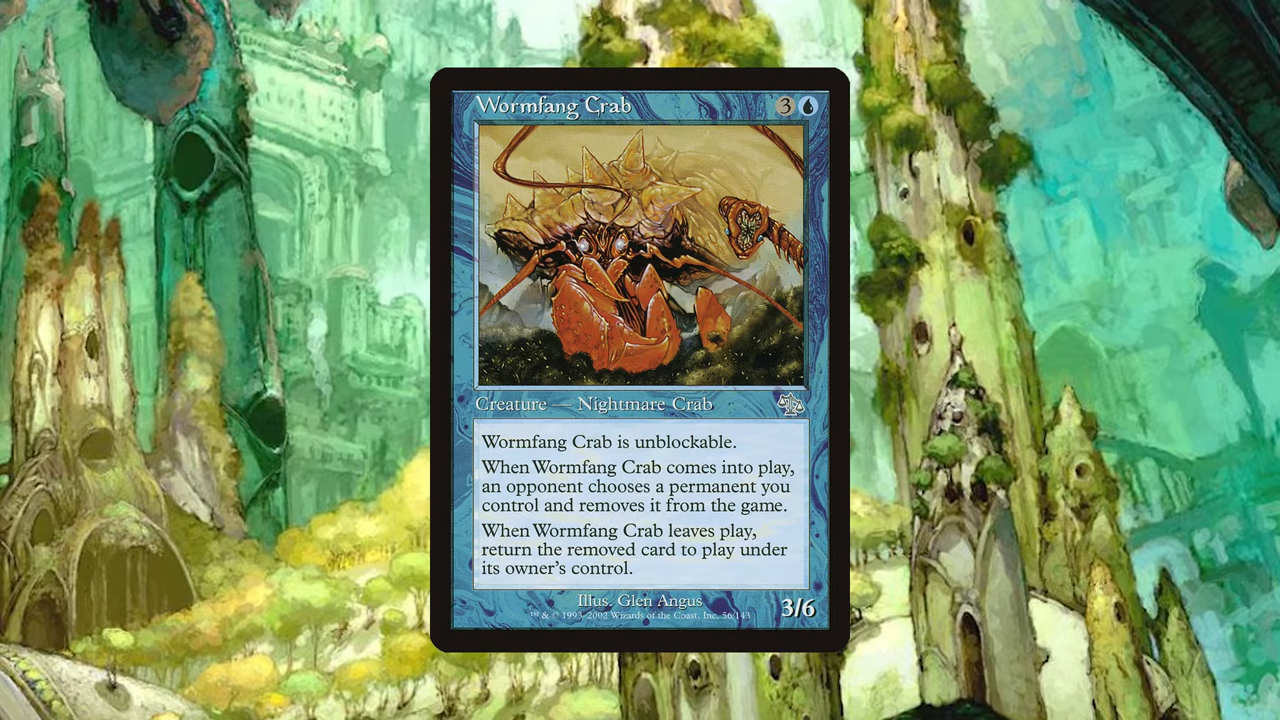 Wormfang Crab 3
Creature — Nightmare Crab
Wormfang Crab is unblockable.
When Wormfang Crab comes into play,
an opponent chooses a permanent you
control and removes it from the game.
When Wormfang Crab leaves play,
return the removed card to play under
its owner's control.
Illus. Glen Angus
™ & © 1993-2002 Wizards of the Coast, Inc. 56/143
3/6